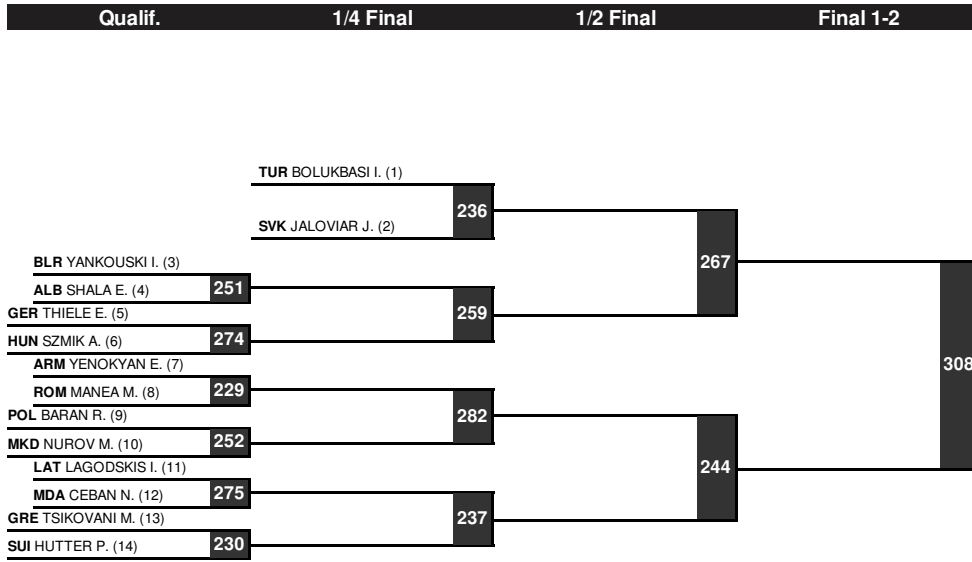 Qualif. 1/4 Final 1/2 Final Final 1-2
TUR BOLUKBASI I. (1)
236
SVK JALOVIAR J. (2)
BLR YANKOUSKI I. (3)
267
ALB SHALA E. (4)
251
GER THIELE E. (5)
259
HUN SZMIK A. (6)
274
ARM YENOKYAN E. (7)
308
ROM MANEA M. (8)
229
POL BARAN R. (9)
282
MKD NUROV M. (10)
252
LAT LAGODSKIS I. (11)
244
MDA CEBAN N. (12)
275
GRE TSIKOVANI M. (13)
237
SUI HUTTER P. (14)
230